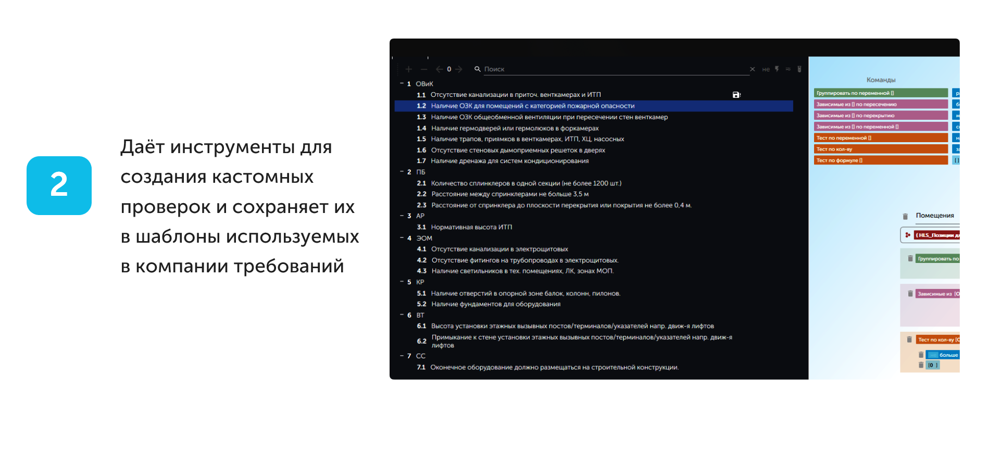 2
Даёт инструменты для
создания кастомных
проверок и сохраняет их
в шаблоны используемых
в компании требований
0 Поиск не
1 ОВиК
1.1 Отсутствие канализации в приточ. венткамерах и ИТП
1.2 Наличие ОЗК для помещений с категорией пожарной опасности
1.3 Наличие ОЗК общеобменной вентиляции при пересечении стен венткамер
1.4 Наличие гермодверей или гермолюков в форкамерах
1.5 Наличие трапов, приямков в венткамерах, ИТП, ХЦ, насосных
1.6 Отсутствие стеновых дымоприемных решеток в дверях
1.7 Наличие дренажа для систем кондиционирования
2 ПБ
2.1 Количество сплинклеров в одной секции (не более 1200 шт.)
2.2 Расстояние между спринклерами не больше 3,5 м
2.3 Расстояние от спринклера до плоскости перекрытия или покрытия не более 0,4 м.
3 АР
3.1 Нормативная высота ИТП
4 ЭОМ
4.1 Отсутствие канализации в электрощитовых
4.2 Отсутствие фитингов на трубопроводах в электрощитовых.
4.3 Наличие светильников в тех. помещениях, ЛК, зонах МОП.
5 КР
5.1 Наличие отверстий в опорной зоне балок, колонн, пилонов.
5.2 Наличие фундаментов для оборудования
6 ВТ
6.1 Высота установки этажных вызывных постов/терминалов/указателей напр. движ-я лифтов
6.2 Примыкание к стене установки этажных вызывных постов/терминалов/указателей напр. движ-я
лифтов
7 СС
7.1 Оконечное оборудование должно размещаться на строительной конструкции.
Команды
Группировать по переменной []
Зависимые из [] по пересечению
Зависимые из [] по перекрытию
Зависимые из [] по переменной []
Тест по переменной []
Тест по кол-ву
Тест по формуле [] []
Помещения
( HLS_Позиции
Группировать по
Зависимые из
Тест по кол-ву
больше
[0 ]